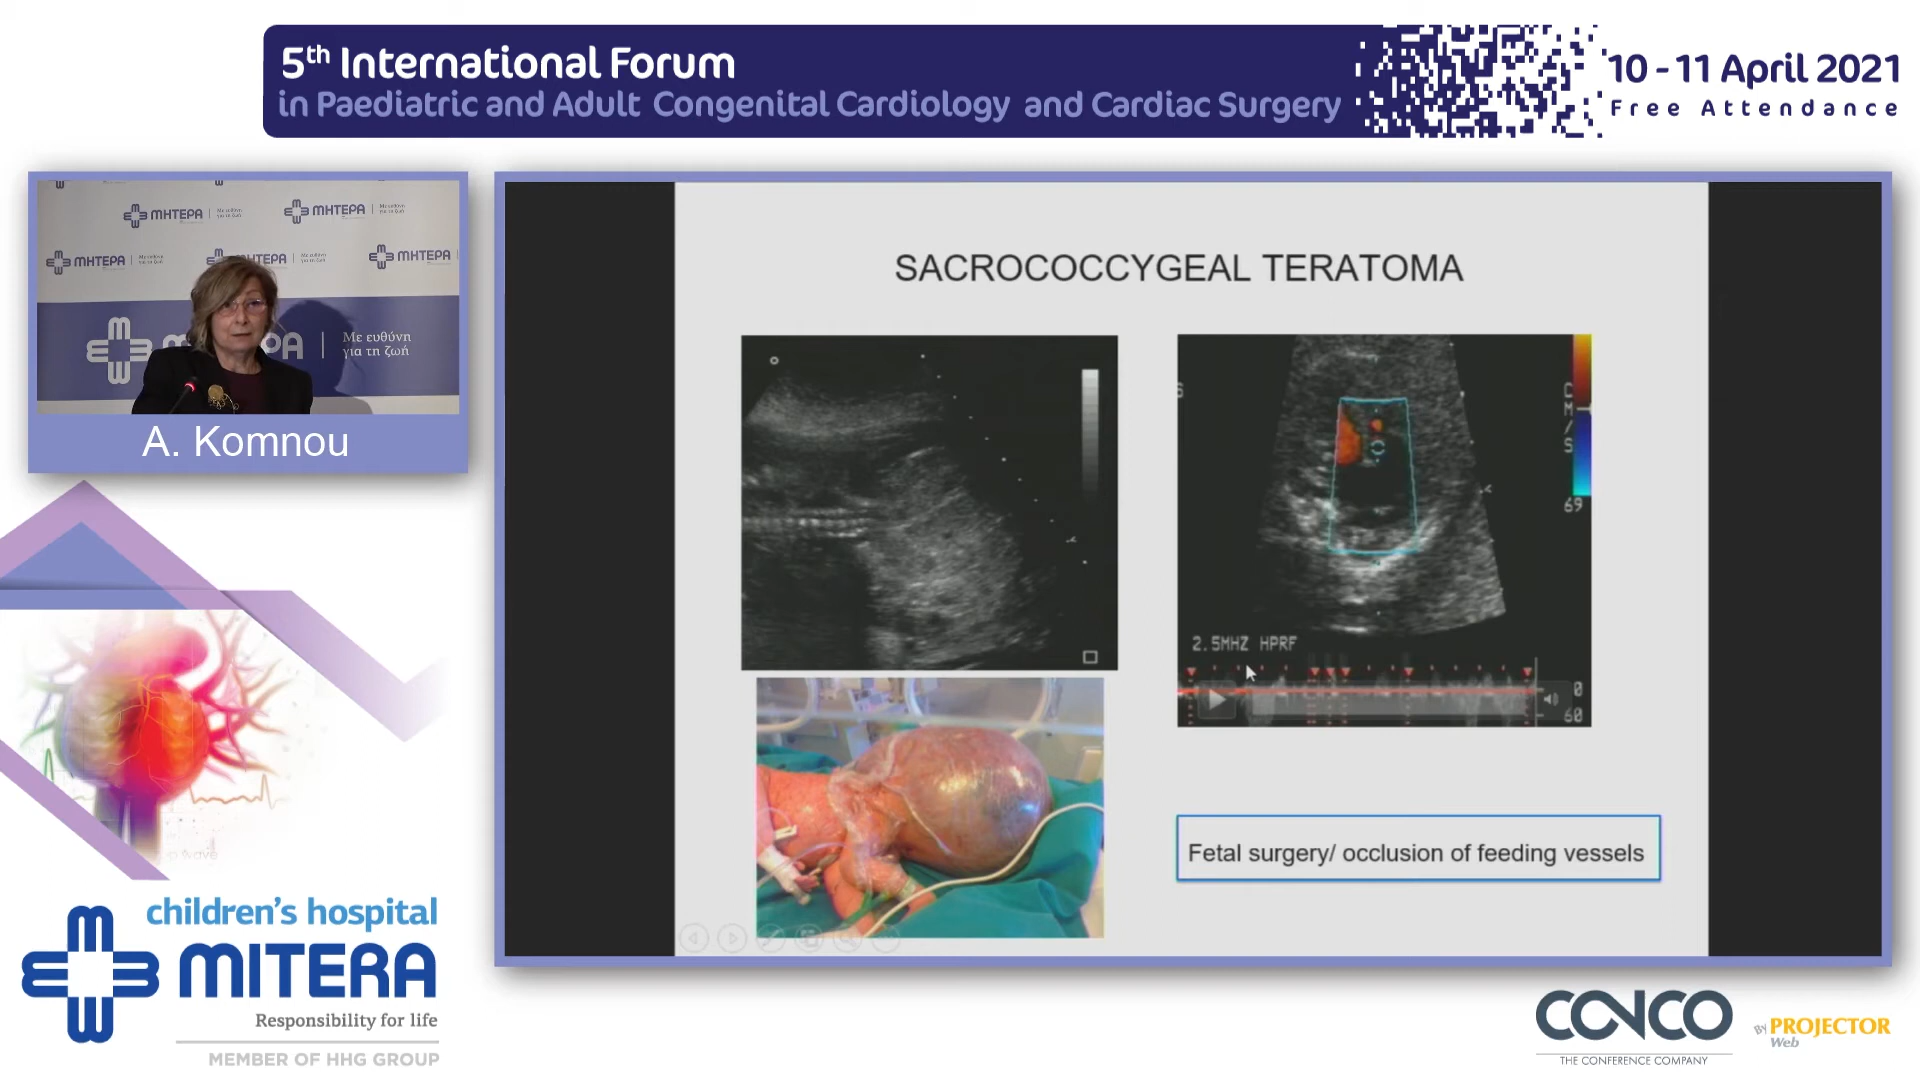 5th International Forum
in Paediatric and Adult Congenital Cardiology and Cardiac Surgery
10 - 11 April 2021
Free Attendance
ΜΗΤΕΡΑ
ΜΗΤΕΡΑ
ΜΗΤΕΡΑ
ΜΗΤΕΡΑ
Με ευθύνη
για τη ζωή
A. Komnou
SACROCOCCYGEAL TERATOMA
CM/S
69
2.5MHZ HPRF
0
60
Fetal surgery/ occlusion of feeding vessels
children's hospital
MITERA
Responsibility for life
MEMBER OF HHG GROUP
CONCO
THE CONFERENCE COMPANY
By PROJECTOR
Web